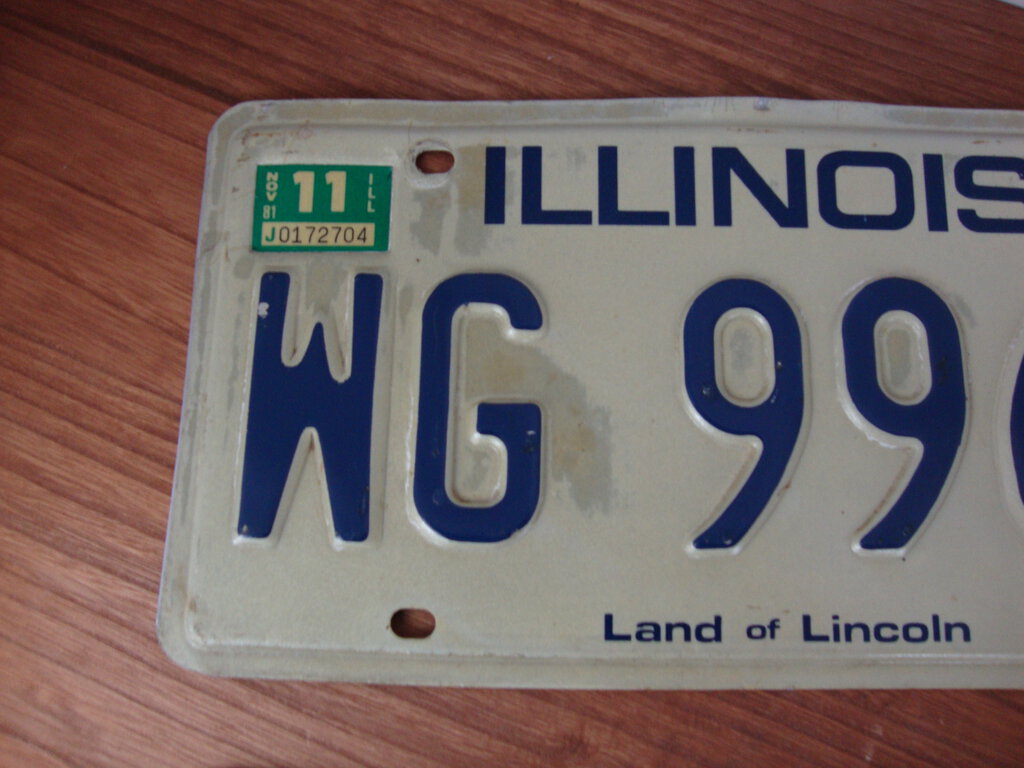 ILLINOIS
NOV 81 11 ILL
J0172704
WG 99
Land of Lincoln